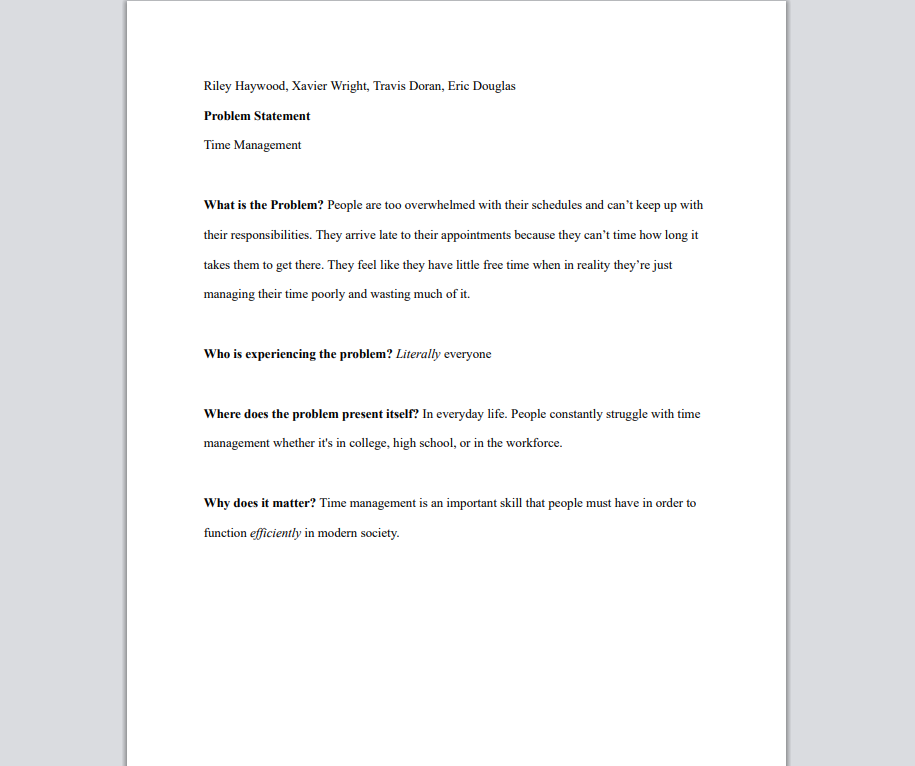 Riley Haywood, Xavier Wright, Travis Doran, Eric Douglas
Problem Statement
Time Management
What is the Problem? People are too overwhelmed with their schedules and can’t keep up with
their responsibilities. They arrive late to their appointments because they can’t time how long it
takes them to get there. They feel like they have little free time when in reality they’re just
managing their time poorly and wasting much of it.
Who is experiencing the problem? Literally everyone
Where does the problem present itself? In everyday life. People constantly struggle with time
management whether it's in college, high school, or in the workforce.
Why does it matter? Time management is an important skill that people must have in order to
function efficiently in modern society.